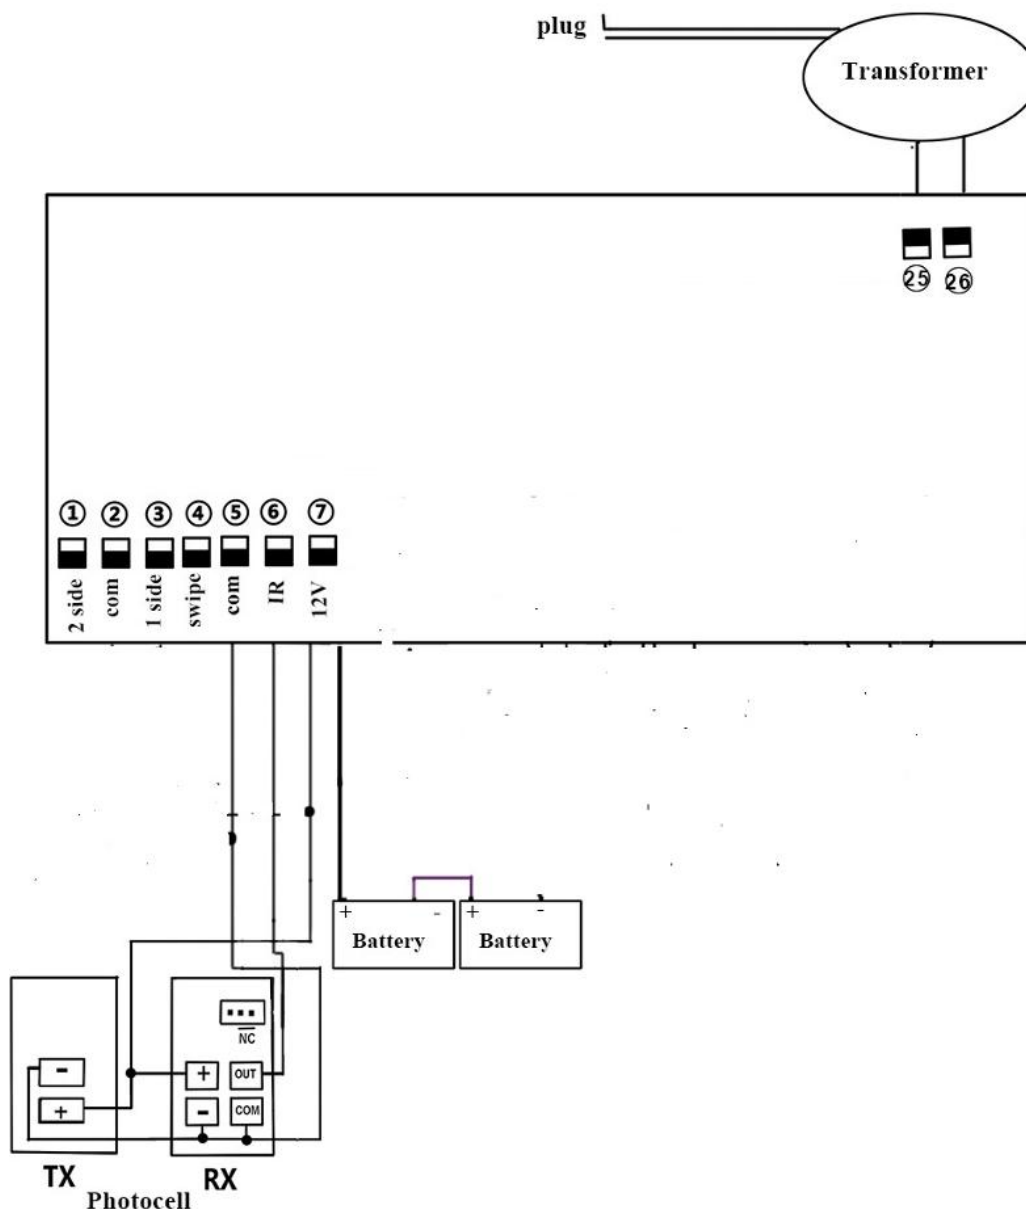 plug
Transformer
25 26
1 2 3 4 5 6 7
2 side com 1 side swipe com IR 12V
+ - + -
Battery Battery
NC
- + OUT
+ - COM
TX RX
Photocell